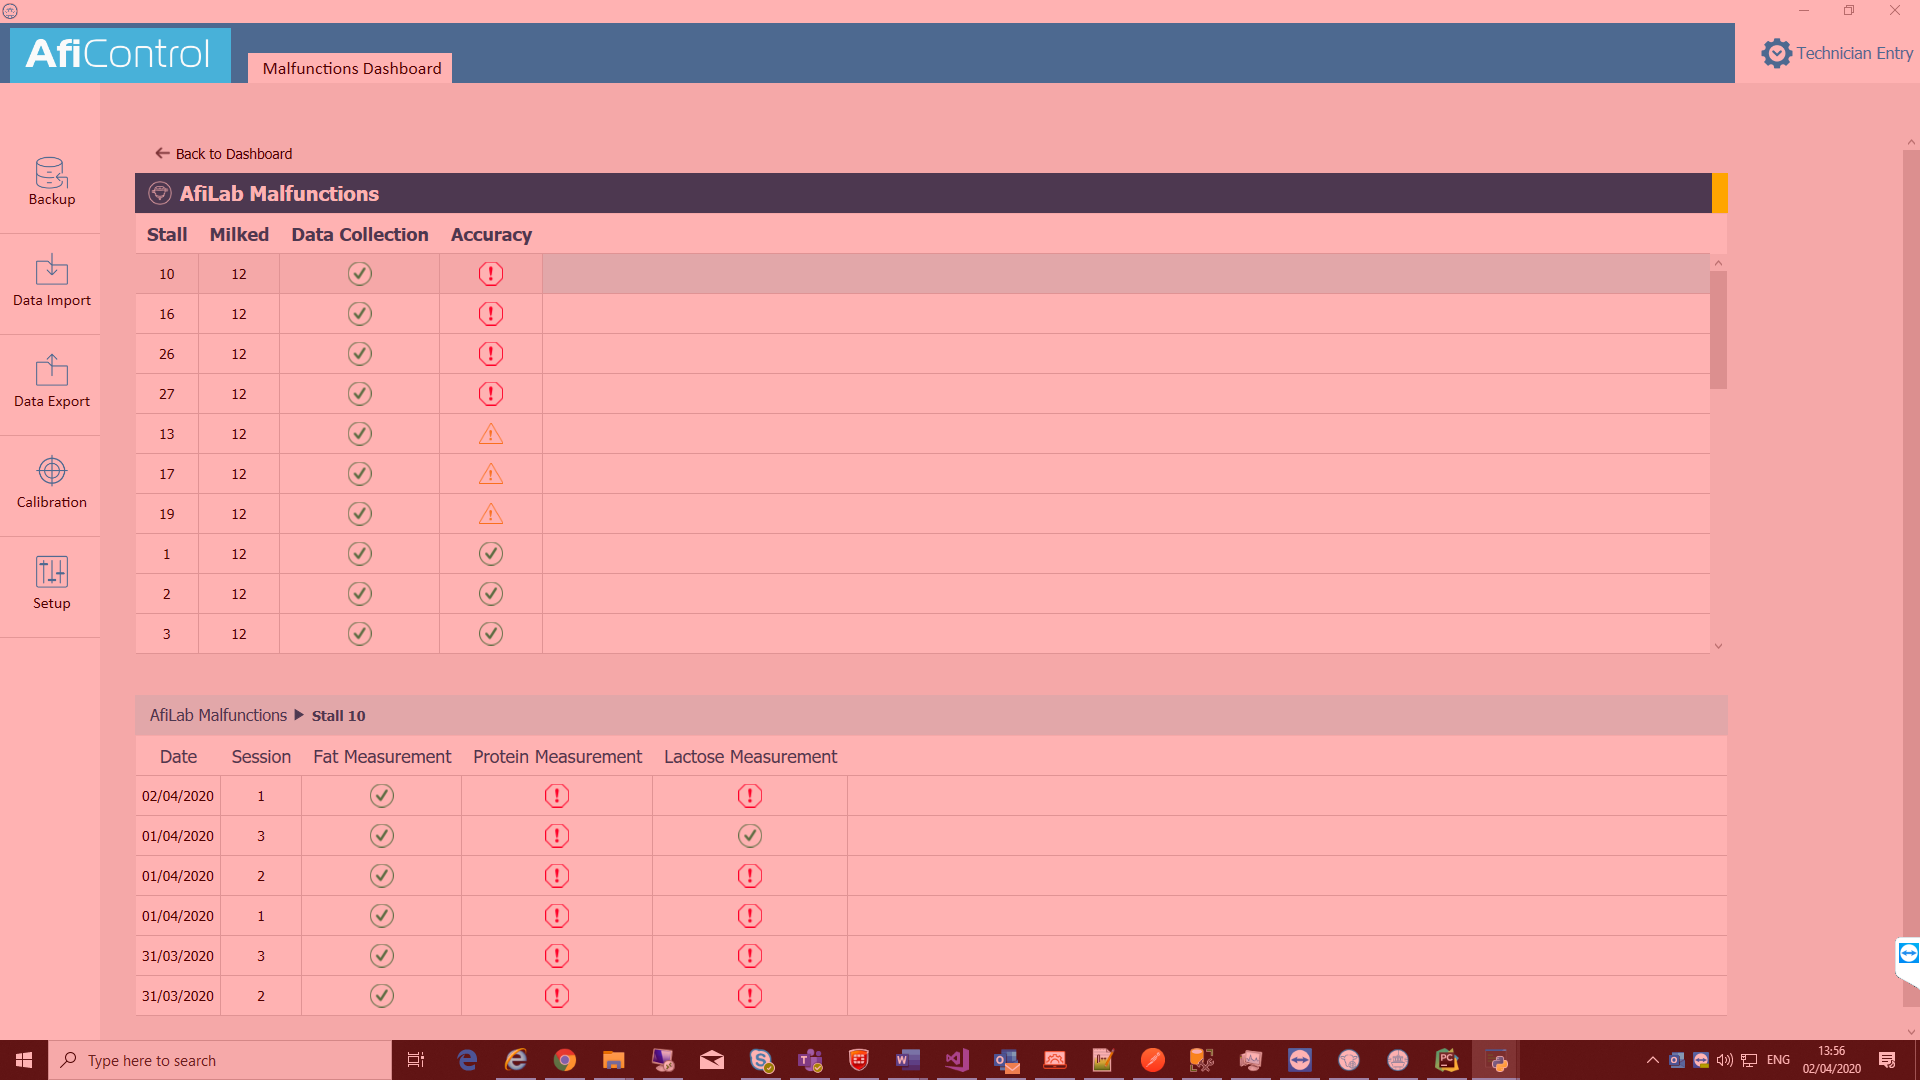 AfiControl
Malfunctions Dashboard
Technician Entry
Backup
Data Import
Data Export
Calibration
Setup
Back to Dashboard
AfiLab Malfunctions
Stall Milked Data Collection Accuracy
10 12
16 12
26 12
27 12
13 12
17 12
19 12
1 12
2 12
3 12
AfiLab Malfunctions Stall 10
Date Session Fat Measurement Protein Measurement Lactose Measurement
02/04/2020 1
01/04/2020 3
01/04/2020 2
01/04/2020 1
31/03/2020 3
31/03/2020 2
Type here to search
ENG
13:56
02/04/2020